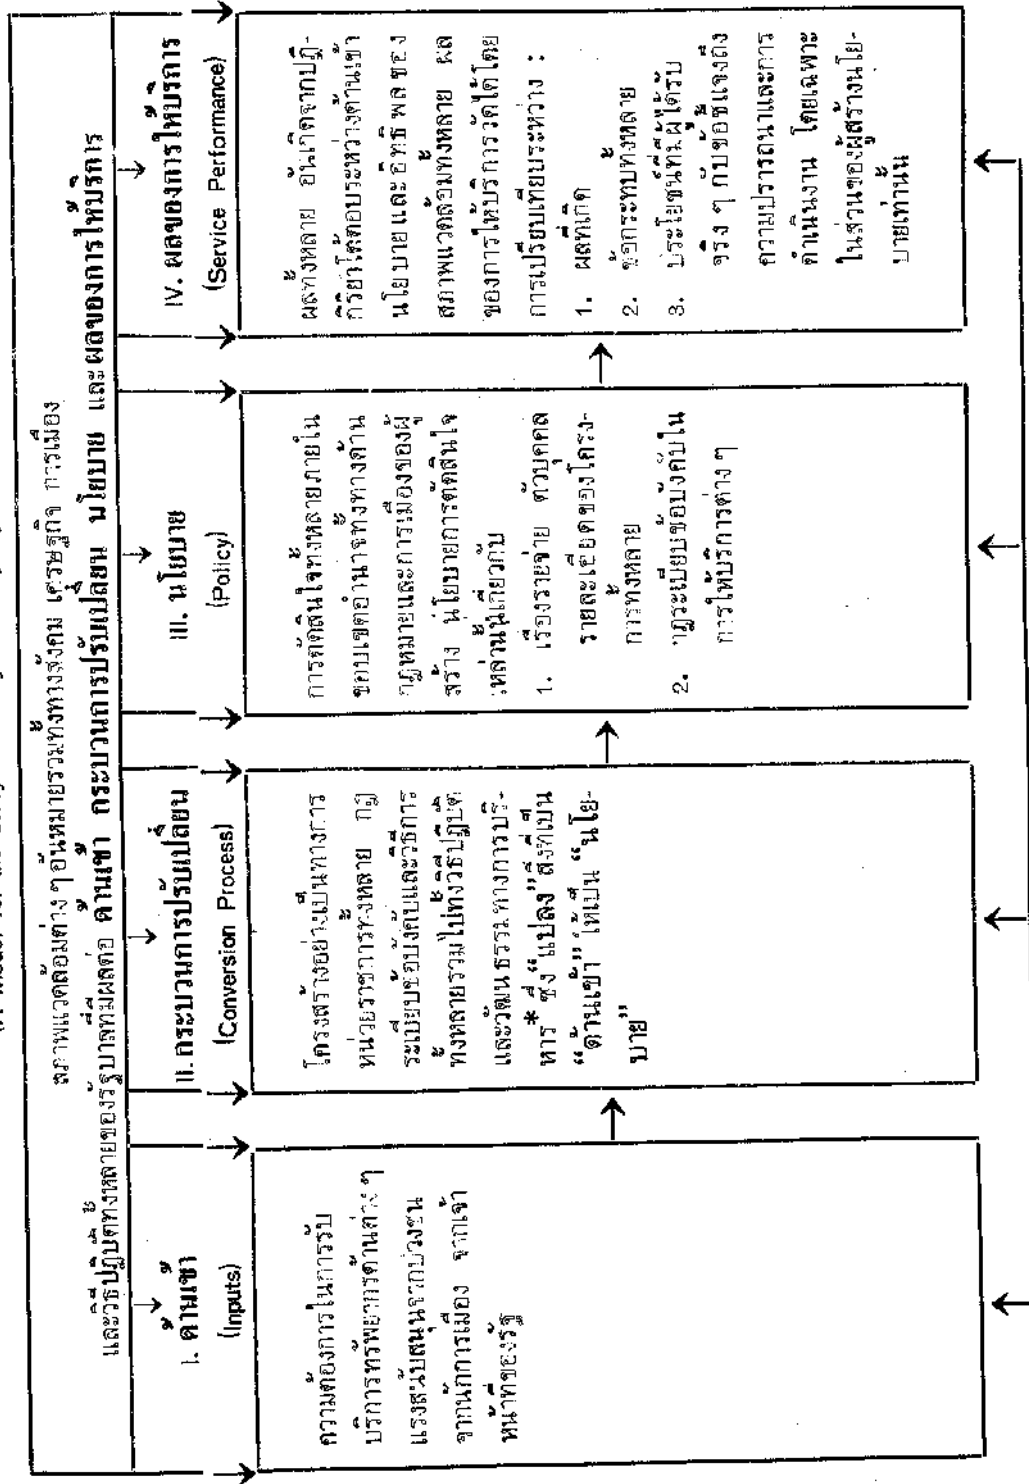 สภาพแวดล้อมต่าง ๆ อันหมายรวมทั้งทางสังคม เศรษฐกิจ การเมือง
และวิธีปฏิบัติทั้งหลายของรัฐบาลที่มีผลต่อ ด้านเข้า กระบวนการปรับเปลี่ยน นโยบาย และผลของการให้บริการ
I. ด้านเข้า
(Inputs)
ความต้องการในการรับ
บริการทรัพยากรด้านต่าง ๆ
แรงสนับสนุนจากปวงชน
จากนักการเมือง จากเจ้า
หน้าที่ของรัฐ
II. กระบวนการปรับเปลี่ยน
(Conversion Process)
โครงสร้างอย่างเป็นทางการ
หน่วยราชการทั้งหลาย กฎ
ระเบียบข้อบังคับและวิธีการ
ทั้งหลายรวมไปทั้งวิธีปฏิบัติ
และวัฒนธรรมทางการบริ-
หาร* ซึ่ง “แปลง” สิ่งที่เป็น
“ด้านเข้า” ให้เป็น “นโย-
บาย”
III. นโยบาย
(Policy)
การตัดสินใจทั้งหลายภายใน
ขอบเขตอำนาจทั้งทางด้าน
กฎหมายและการเมืองของผู้
สร้าง นโยบายการตัดสินใจ
เหล่านั้นเกี่ยวกับ
1. เรื่องรายจ่าย ตัวบุคคล
รายละเอียดของโครง-
การทั้งหลาย
2. กฎระเบียบข้อบังคับใน
การให้บริการต่าง ๆ
IV. ผลของการให้บริการ
(Service Performance)
ผลทั้งหลาย อันเกิดจากปฏิ-
กิริยาโต้ตอบระหว่างด้านเข้า
นโยบายและอิทธิพลของ
สภาพแวดล้อมทั้งหลาย ผล
ของการให้บริการวัดได้โดย
การเปรียบเทียบระหว่าง :
1. ผลที่เกิด
2. ข้อกระทบทั้งหลาย
3. ประโยชน์ที่มีผู้ได้รับ
จริง ๆ กับข้อชี้แจงถึง
ความปรารถนาและการ
ดำเนินงาน โดยเฉพาะ
ในส่วนของผู้สร้างนโย-
บายเท่านั้น